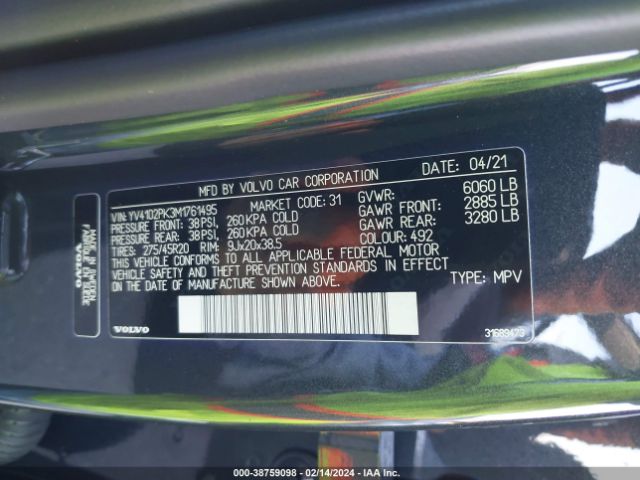 MFD BY VOLVO CAR CORPORATION
DATE: 04/21
VIN: YV4102PK3M1761495
MARKET CODE: 31
GVWR: 6060 LB
PRESSURE FRONT: 38PSI, 260 KPA COLD
GAWR FRONT: 2885 LB
PRESSURE REAR: 38PSI, 260 KPA COLD
GAWR REAR: 3280 LB
TIRES: 275/45R20 RIM: 9Jx20x38.5
COLOUR: 492
THIS VEHICLE CONFORMS TO ALL APPLICABLE FEDERAL MOTOR
VEHICLE SAFETY AND THEFT PREVENTION STANDARDS IN EFFECT
ON THE DATE OF MANUFACTURE SHOWN ABOVE.
TYPE: MPV
VOLVO
31689473
VOLVO
000-38759098 - 02/14/2024 - IAA Inc.